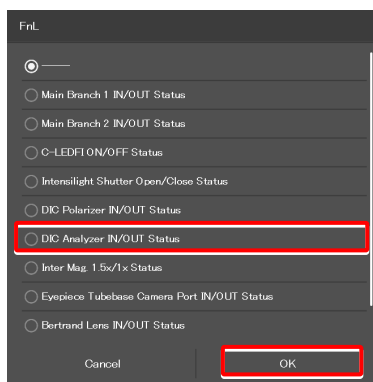 FnL
———
Main Branch 1 IN/OUT Status
Main Branch 2 IN/OUT Status
C-LEDFI ON/OFF Status
Intensilight Shutter Open/Close Status
DIC Polarizer IN/OUT Status
DIC Analyzer IN/OUT Status
Inter Mag. 1.5x/1x Status
Eyepiece Tubebase Camera Port IN/OUT Status
Bertrand Lens IN/OUT Status
Cancel OK